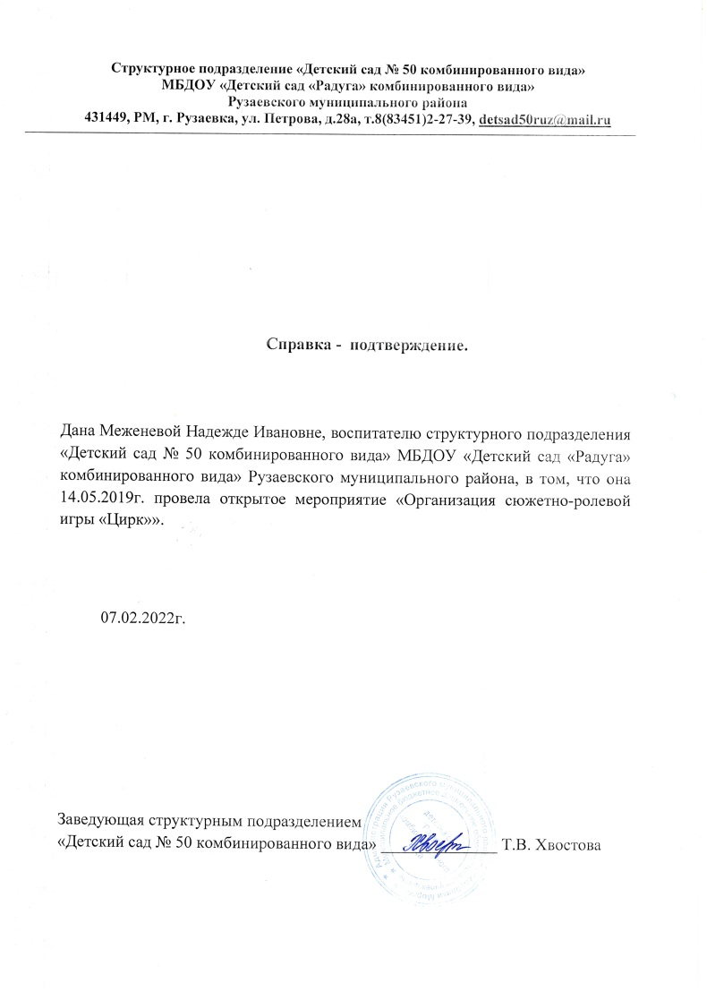 Структурное подразделение «Детский сад № 50 комбинированного вида»
МБДОУ «Детский сад «Радуга» комбинированного вида»
Рузаевского муниципального района
431449, РМ, г. Рузаевка, ул. Петрова, д.28а, т.8(83451)2-27-39, detsad50ruz@mail.ru
Справка - подтверждение.
Дана Меженевой Надежде Ивановне, воспитателю структурного подразделения
«Детский сад № 50 комбинированного вида» МБДОУ «Детский сад «Радуга»
комбинированного вида» Рузаевского муниципального района, в том, что она
14.05.2019г. провела открытое мероприятие «Организация сюжетно-ролевой
игры «Цирк»».
07.02.2022г.
Заведующая структурным подразделением
«Детский сад № 50 комбинированного вида» Т.В. Хвостова